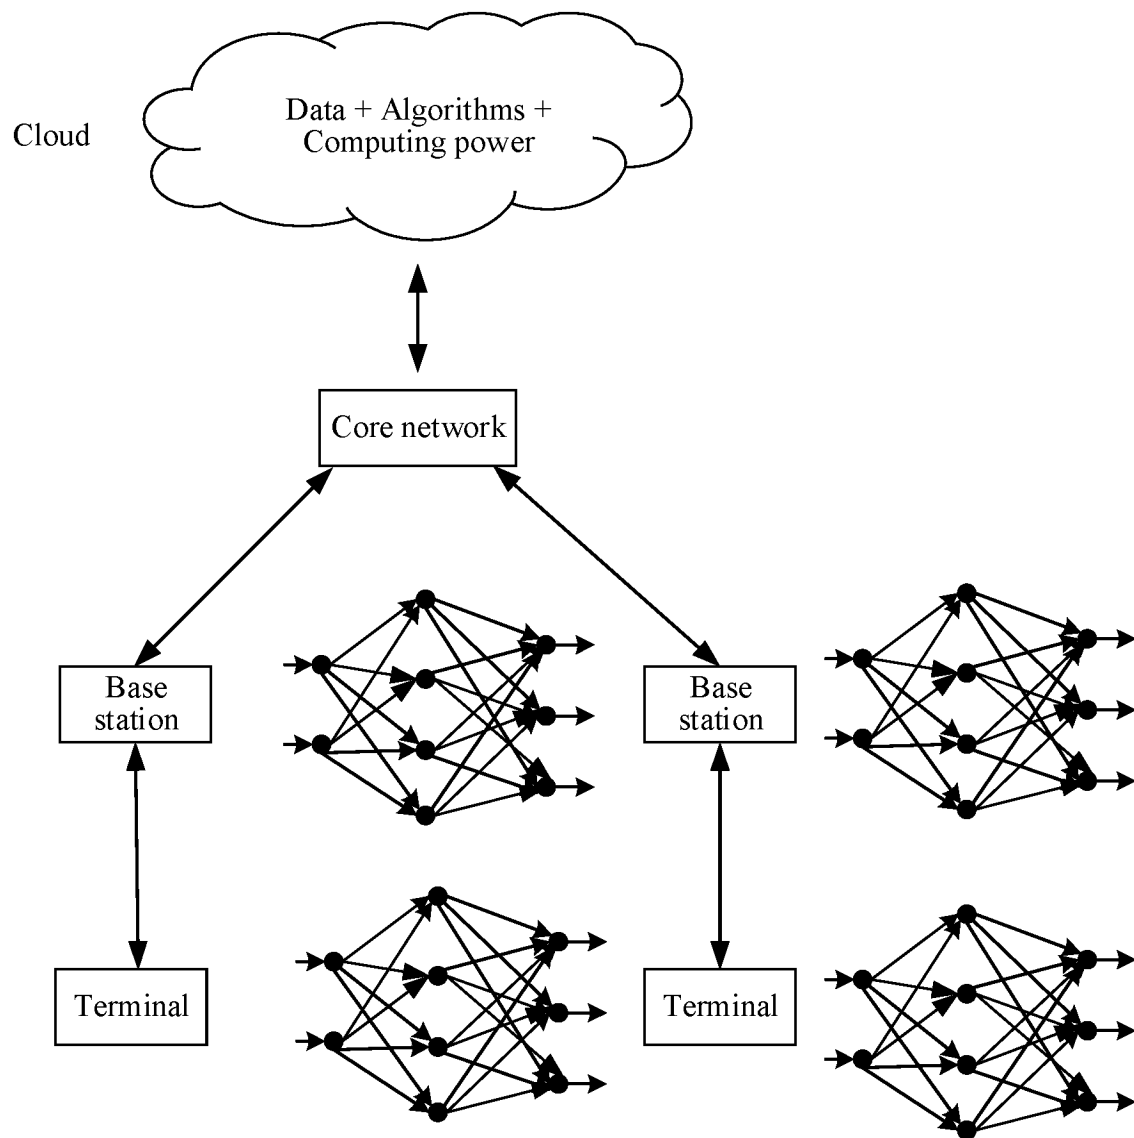 Data + Algorithms +
Computing power
Cloud
Core network
Base
station
Base
station
Terminal
Terminal